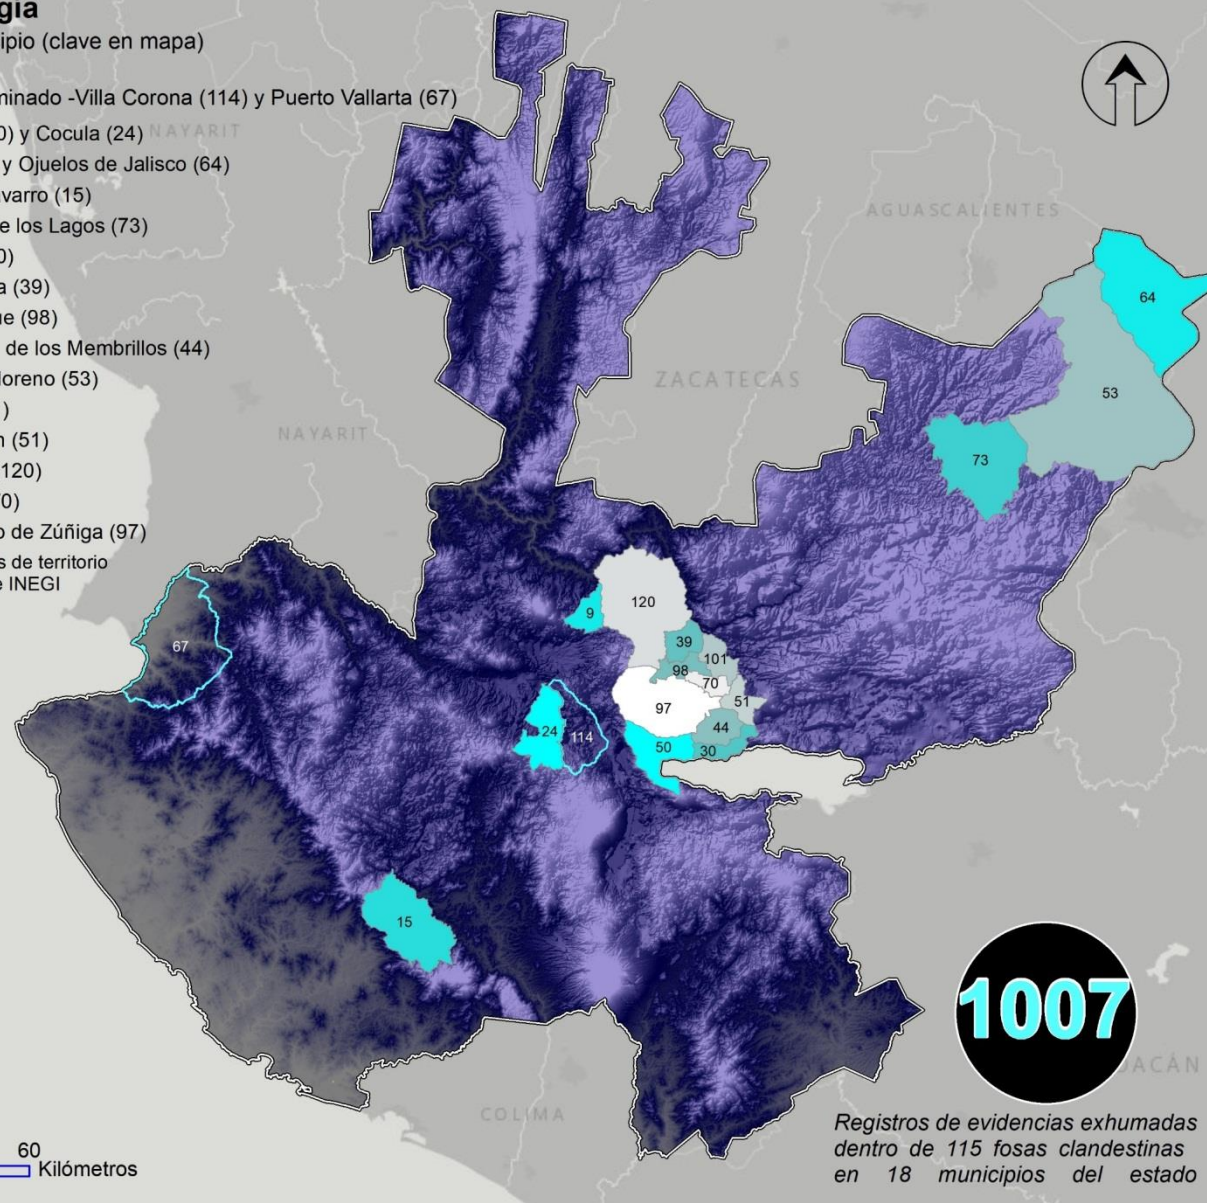 gía
ipio (clave en mapa)
minado -Villa Corona (114) y Puerto Vallarta (67)
0) y Cocula (24)
y Ojuelos de Jalisco (64)
avarro (15)
e los Lagos (73)
0)
a (39)
ue (98)
de los Membrillos (44)
loreno (53)
)
n (51)
120)
70)
o de Zúñiga (97)
s de territorio
e INEGI
NAYARIT
AGUASCALIENTES
ZACATECAS
NAYARIT
64
53
73
120
9
39
101
67
98
70
51
97
24
114
44
50
30
15
1007
OACÁN
COLIMA
Registros de evidencias exhumadas
dentro de 115 fosas clandestinas
en 18 municipios del estado
60
Kilómetros